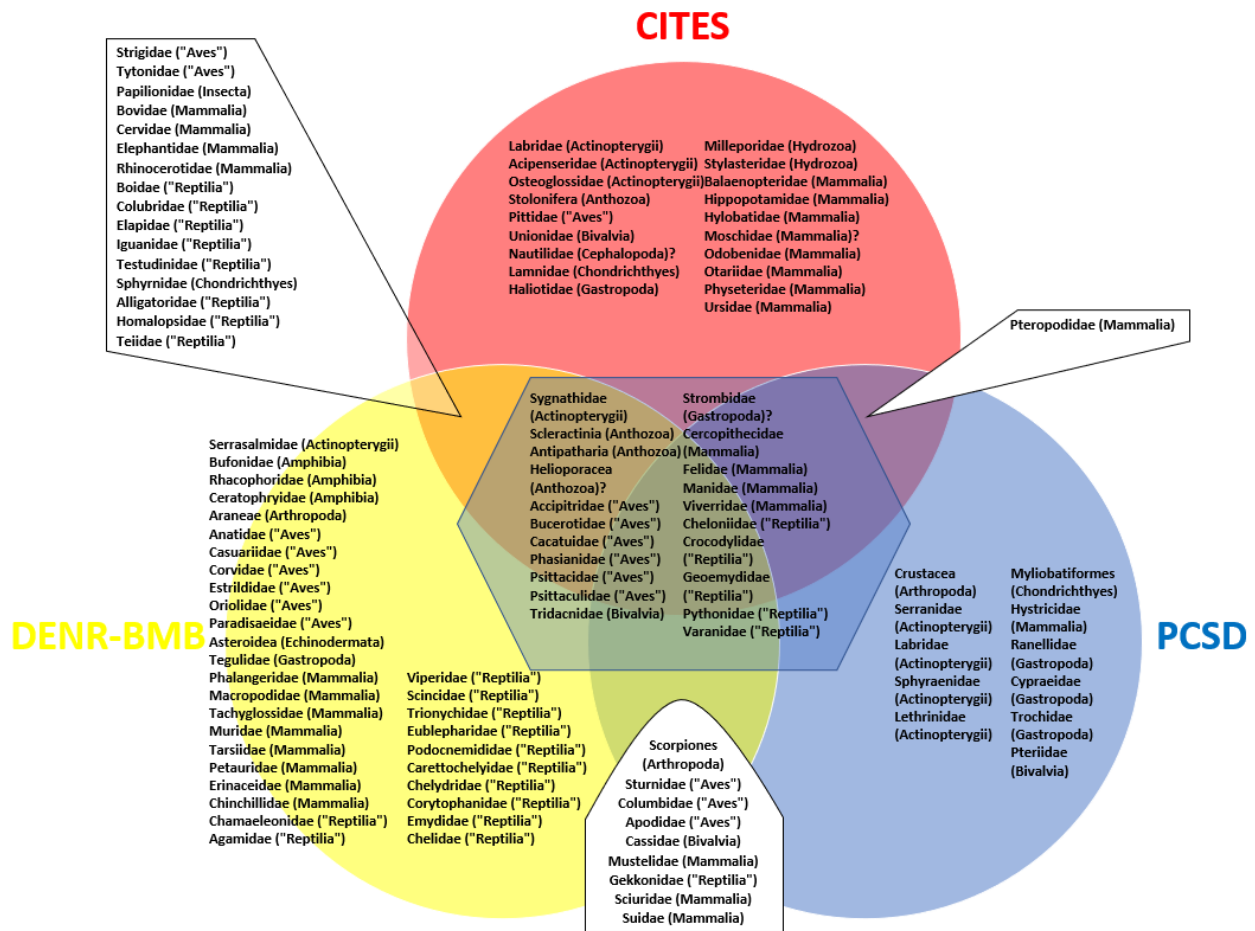 CITES
Strigidae ("Aves")
Tytonidae ("Aves")
Papilionidae (Insecta)
Bovidae (Mammalia)
Cervidae (Mammalia)
Elephantidae (Mammalia)
Rhinocerotidae (Mammalia)
Boidae ("Reptilia")
Colubridae ("Reptilia")
Elapidae ("Reptilia")
Iguanidae ("Reptilia")
Testudinidae ("Reptilia")
Sphyrnidae (Chondrichthyes)
Alligatoridae ("Reptilia")
Homalopsidae ("Reptilia")
Teiidae ("Reptilia")
Labridae (Actinopterygii)
Acipenseridae (Actinopterygii)
Osteoglossidae (Actinopterygii)
Stolonifera (Anthozoa)
Pittidae ("Aves")
Unionidae (Bivalvia)
Nautilidae (Cephalopoda)?
Lamnidae (Chondrichthyes)
Haliotidae (Gastropoda)
Milleporidae (Hydrozoa)
Stylasteridae (Hydrozoa)
Balaenopteridae (Mammalia)
Hippopotamidae (Mammalia)
Hylobatidae (Mammalia)
Moschidae (Mammalia)?
Odobenidae (Mammalia)
Otariidae (Mammalia)
Physeteridae (Mammalia)
Ursidae (Mammalia)
Pteropodidae (Mammalia)
Sygnathidae
(Actinopterygii)
Scleractinia (Anthozoa)
Antipatharia (Anthozoa)
Helioporacea
(Anthozoa)?
Accipitridae ("Aves")
Bucerotidae ("Aves")
Cacatuidae ("Aves")
Phasianidae ("Aves")
Psittacidae ("Aves")
Psittaculidae ("Aves")
Tridacnidae (Bivalvia)
Strombidae
(Gastropoda)?
Cercopithecidae
(Mammalia)
Felidae (Mammalia)
Manidae (Mammalia)
Viverridae (Mammalia)
Cheloniidae ("Reptilia")
Crocodylidae
("Reptilia")
Geoemydidae
("Reptilia")
Pythonidae ("Reptilia")
Varanidae ("Reptilia")
DENR-BMB
Serrasalmidae (Actinopterygii)
Bufonidae (Amphibia)
Rhacophoridae (Amphibia)
Ceratophryidae (Amphibia)
Araneae (Arthropoda)
Anatidae ("Aves")
Casuariidae ("Aves")
Corvidae ("Aves")
Estrildidae ("Aves")
Oriolidae ("Aves")
Paradisaeidae ("Aves")
Asteroidea (Echinodermata)
Tegulidae (Gastropoda)
Phalangeridae (Mammalia)
Macropodidae (Mammalia)
Tachyglossidae (Mammalia)
Muridae (Mammalia)
Tarsiidae (Mammalia)
Petauridae (Mammalia)
Erinaceidae (Mammalia)
Chinchillidae (Mammalia)
Chamaeleonidae ("Reptilia")
Agamidae ("Reptilia")
Viperidae ("Reptilia")
Scincidae ("Reptilia")
Trionychidae ("Reptilia")
Eublepharidae ("Reptilia")
Podocnemididae ("Reptilia")
Carettochelyidae ("Reptilia")
Chelydridae ("Reptilia")
Corytophanidae ("Reptilia")
Emydidae ("Reptilia")
Chelidae ("Reptilia")
Scorpiones
(Arthropoda)
Sturnidae ("Aves")
Columbidae ("Aves")
Apodidae ("Aves")
Cassidae (Bivalvia)
Mustelidae (Mammalia)
Gekkonidae ("Reptilia")
Sciuridae (Mammalia)
Suidae (Mammalia)
PCSD
Crustacea
(Arthropoda)
Serranidae
(Actinopterygii)
Labridae
(Actinopterygii)
Sphyraenidae
(Actinopterygii)
Lethrinidae
(Actinopterygii)
Myliobatiformes
(Chondrichthyes)
Hystricidae
(Mammalia)
Ranellidae
(Gastropoda)
Cypraeidae
(Gastropoda)
Trochidae
(Gastropoda)
Pteriidae
(Bivalvia)